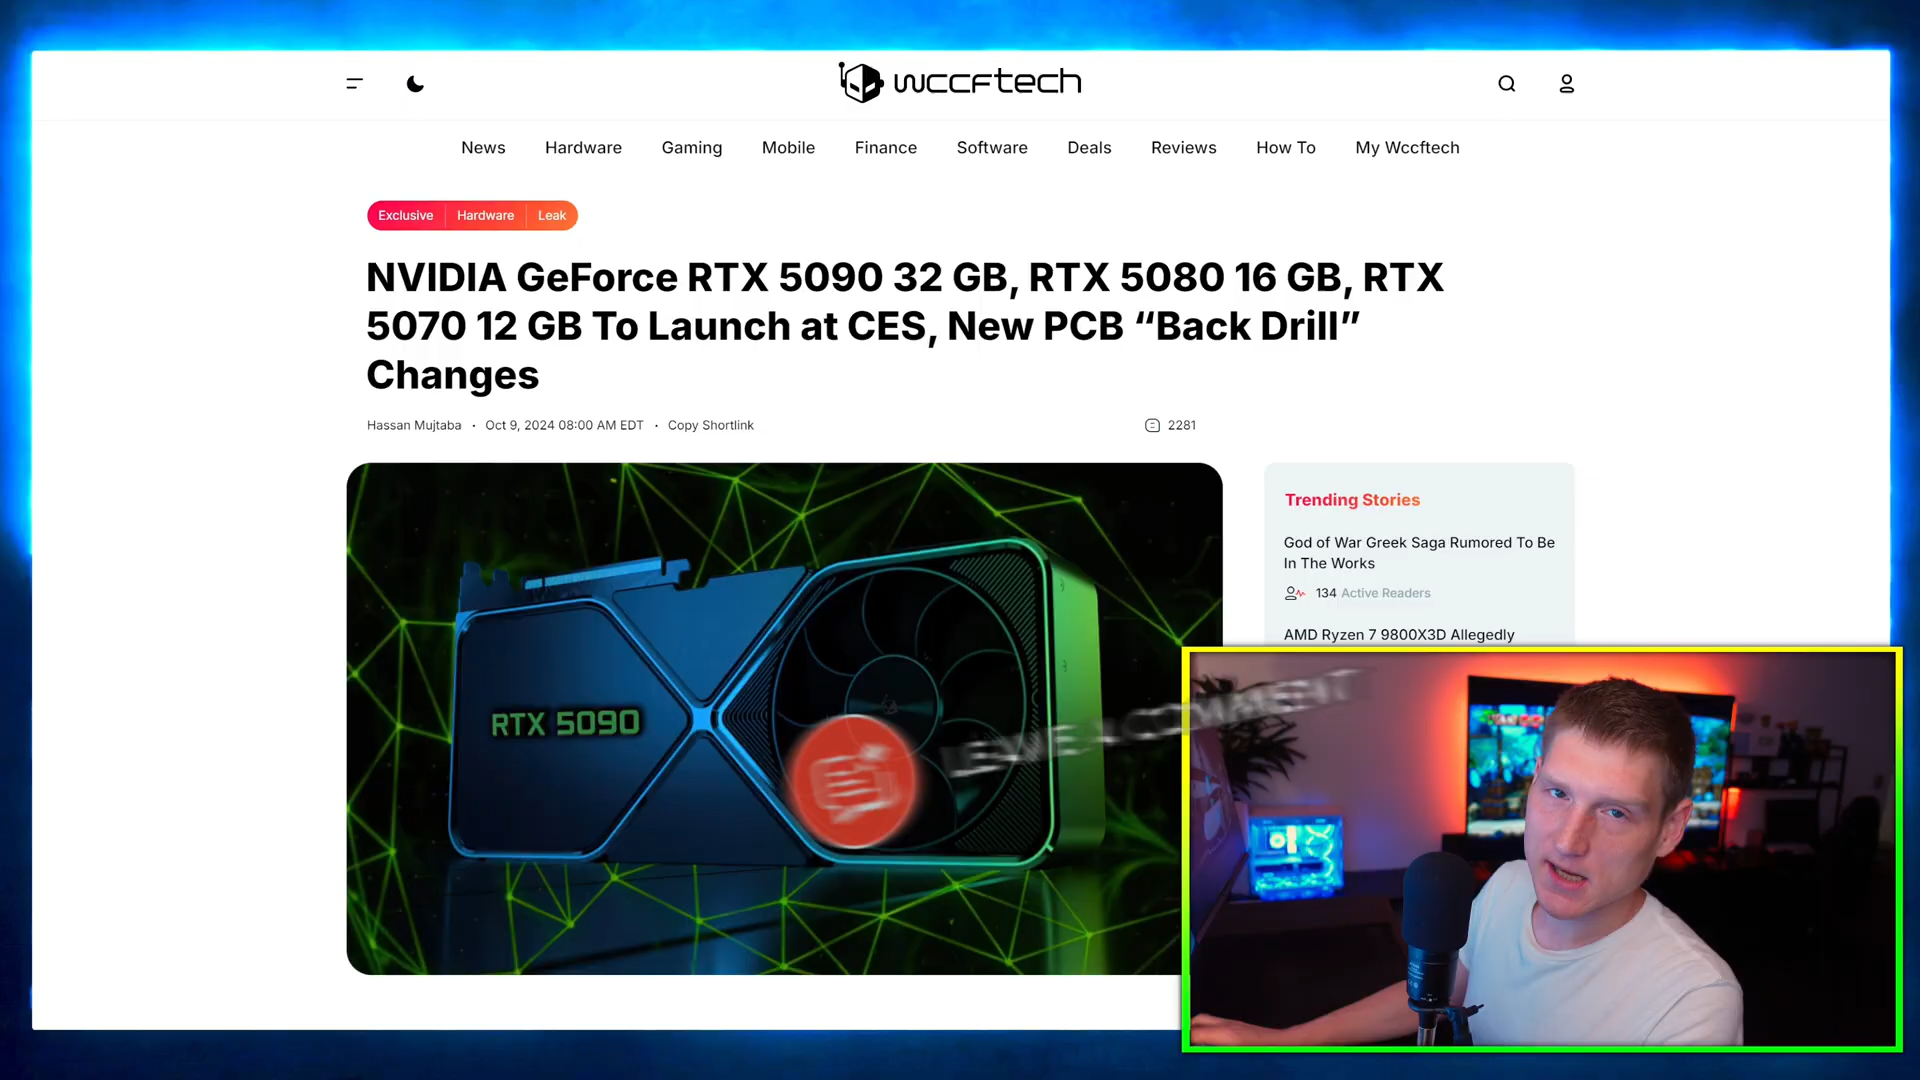 wccftech
News Hardware Gaming Mobile Finance Software Deals Reviews How To My Wccftech
Exclusive Hardware Leak
NVIDIA GeForce RTX 5090 32 GB, RTX 5080 16 GB, RTX
5070 12 GB To Launch at CES, New PCB “Back Drill”
Changes
Hassan Mujtaba · Oct 9, 2024 08:00 AM EDT · Copy Shortlink 2281
Trending Stories
God of War Greek Saga Rumored To Be
In The Works
134 Active Readers
AMD Ryzen 7 9800X3D Allegedly
RTX 5090
LEAVE A COMMENT